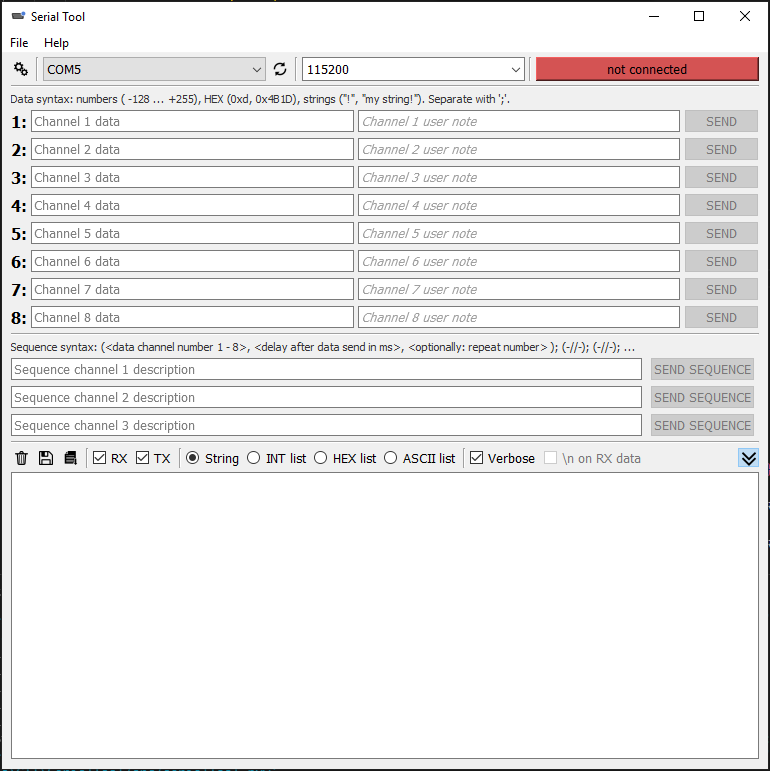 Serial Tool
File Help
COM5 115200 not connected
Data syntax: numbers ( -128 ... +255), HEX (0xd, 0x4B1D), strings ("!", "my string!"). Separate with ';'.
1: Channel 1 data Channel 1 user note SEND
2: Channel 2 data Channel 2 user note SEND
3: Channel 3 data Channel 3 user note SEND
4: Channel 4 data Channel 4 user note SEND
5: Channel 5 data Channel 5 user note SEND
6: Channel 6 data Channel 6 user note SEND
7: Channel 7 data Channel 7 user note SEND
8: Channel 8 data Channel 8 user note SEND
Sequence syntax: (<data channel number 1 - 8>, <delay after data send in ms>, <optionally: repeat number> ); (-//-); (-//-); ...
Sequence channel 1 description SEND SEQUENCE
Sequence channel 2 description SEND SEQUENCE
Sequence channel 3 description SEND SEQUENCE
RX TX String INT list HEX list ASCII list Verbose \n on RX data